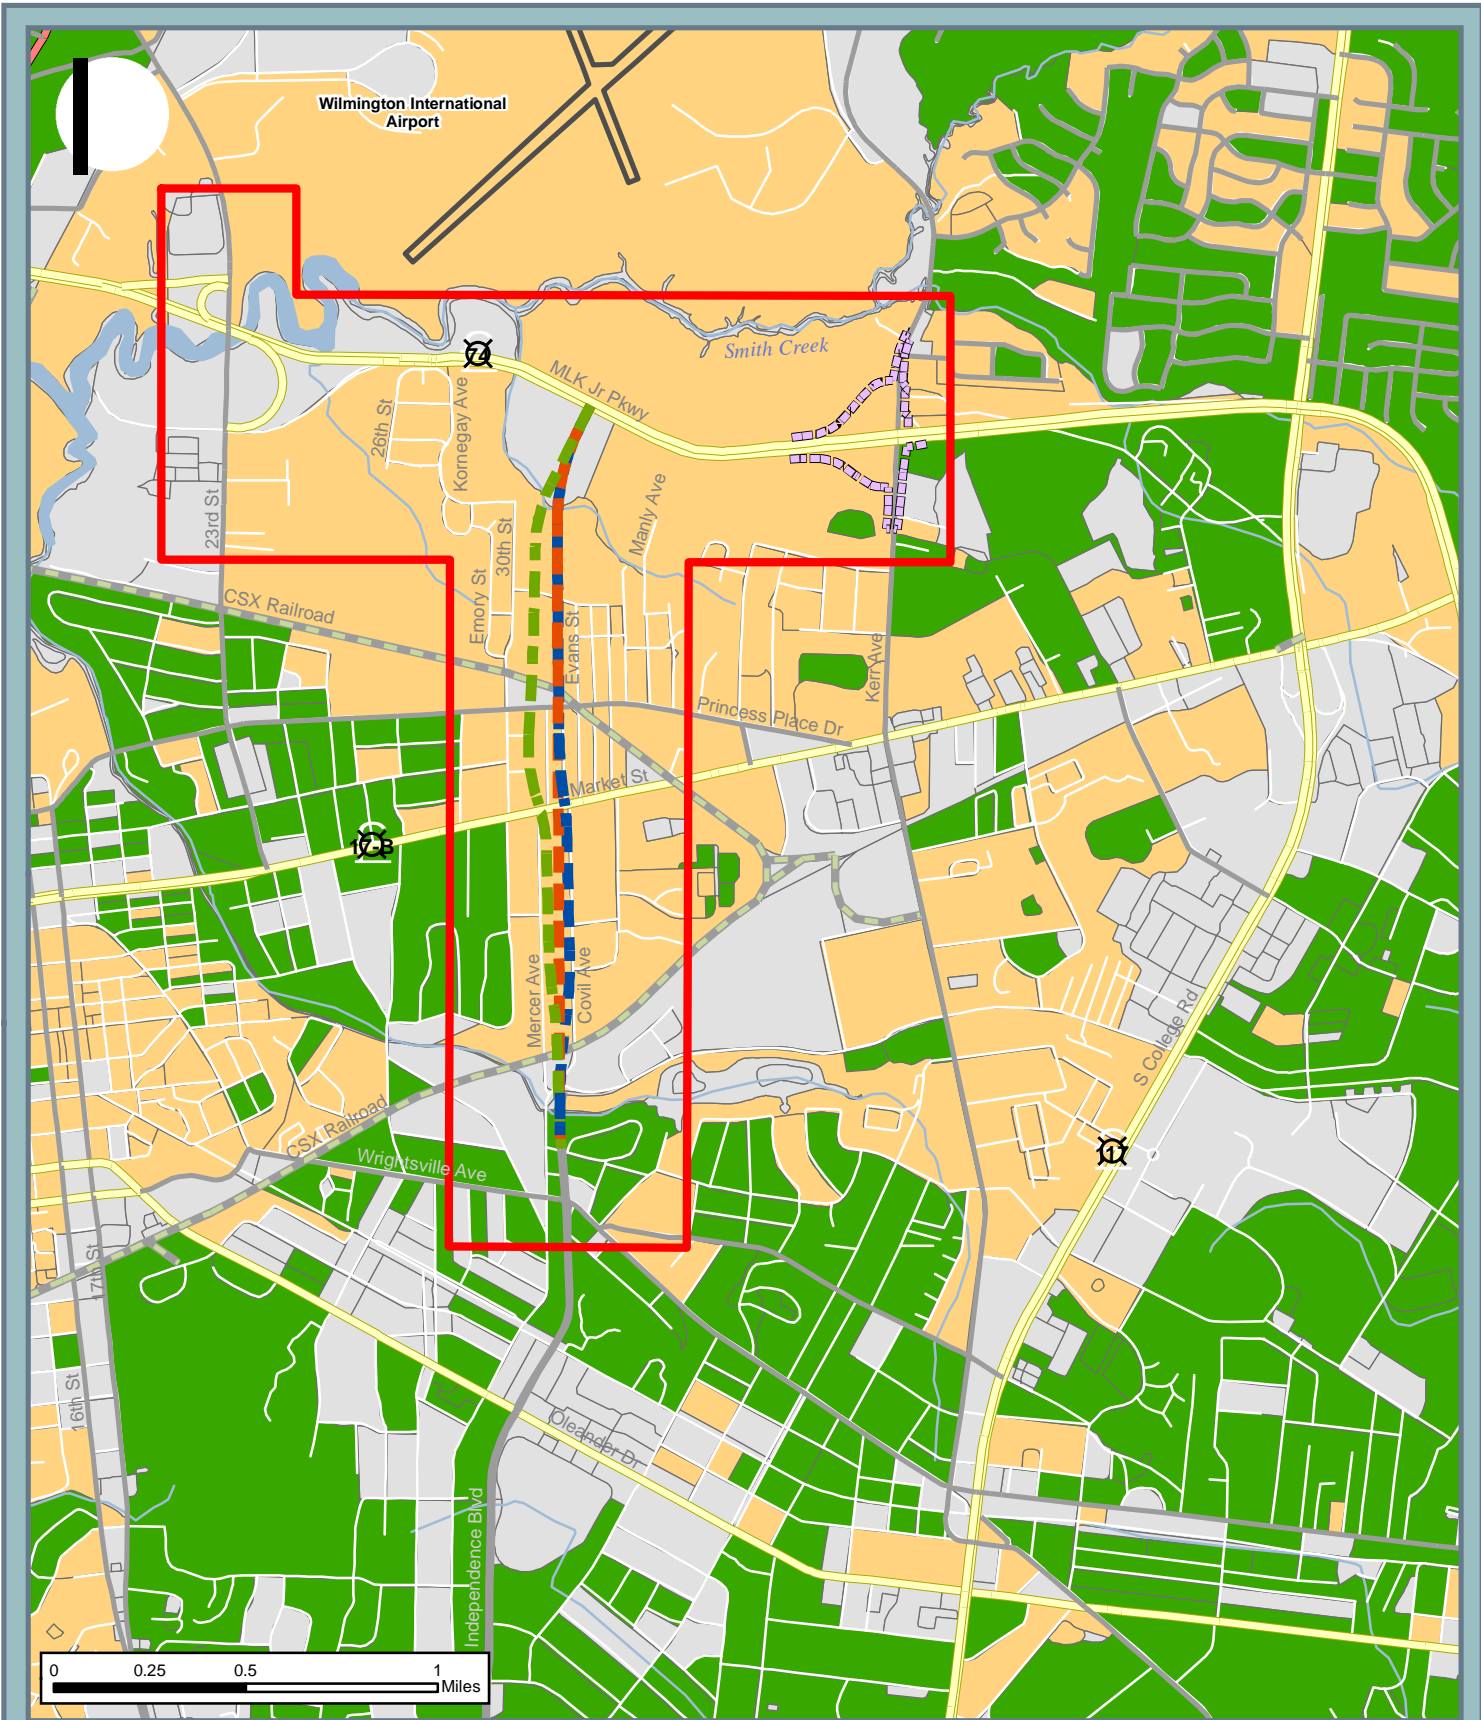 Wilmington International
Airport
Smith Creek
74
MLK Jr Pkwy
26th St
Kornegay Ave
23rd St
Manly Ave
30th St
Emory St
CSX Railroad
Evans St
Kerr Ave
Princess Place Dr
Market St
17-B
Mercer Ave
Covil Ave
S College Rd
CSX Railroad
Wrightsville Ave
17
17th St
16th St
Oleander Dr
Independence Blvd
0 0.25 0.5 1
Miles